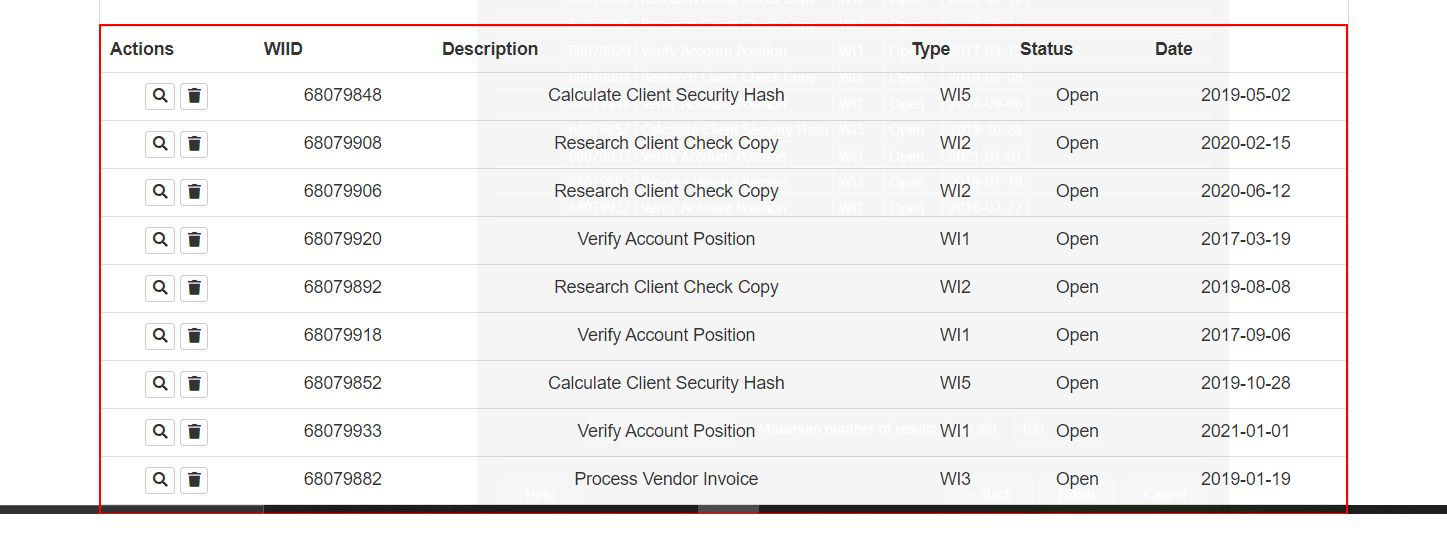 Actions WIID Description Type Status Date
68079848 Calculate Client Security Hash WI5 Open 2019-05-02
68079908 Research Client Check Copy WI2 Open 2020-02-15
68079906 Research Client Check Copy WI2 Open 2020-06-12
68079920 Verify Account Position WI1 Open 2017-03-19
68079892 Research Client Check Copy WI2 Open 2019-08-08
68079918 Verify Account Position WI1 Open 2017-09-06
68079852 Calculate Client Security Hash WI5 Open 2019-10-28
68079933 Verify Account Position WI1 Open 2021-01-01
Maximum number of results all) 100
68079882 Process Vendor Invoice WI3 Open 2019-01-19
Help < Back Finish Cancel